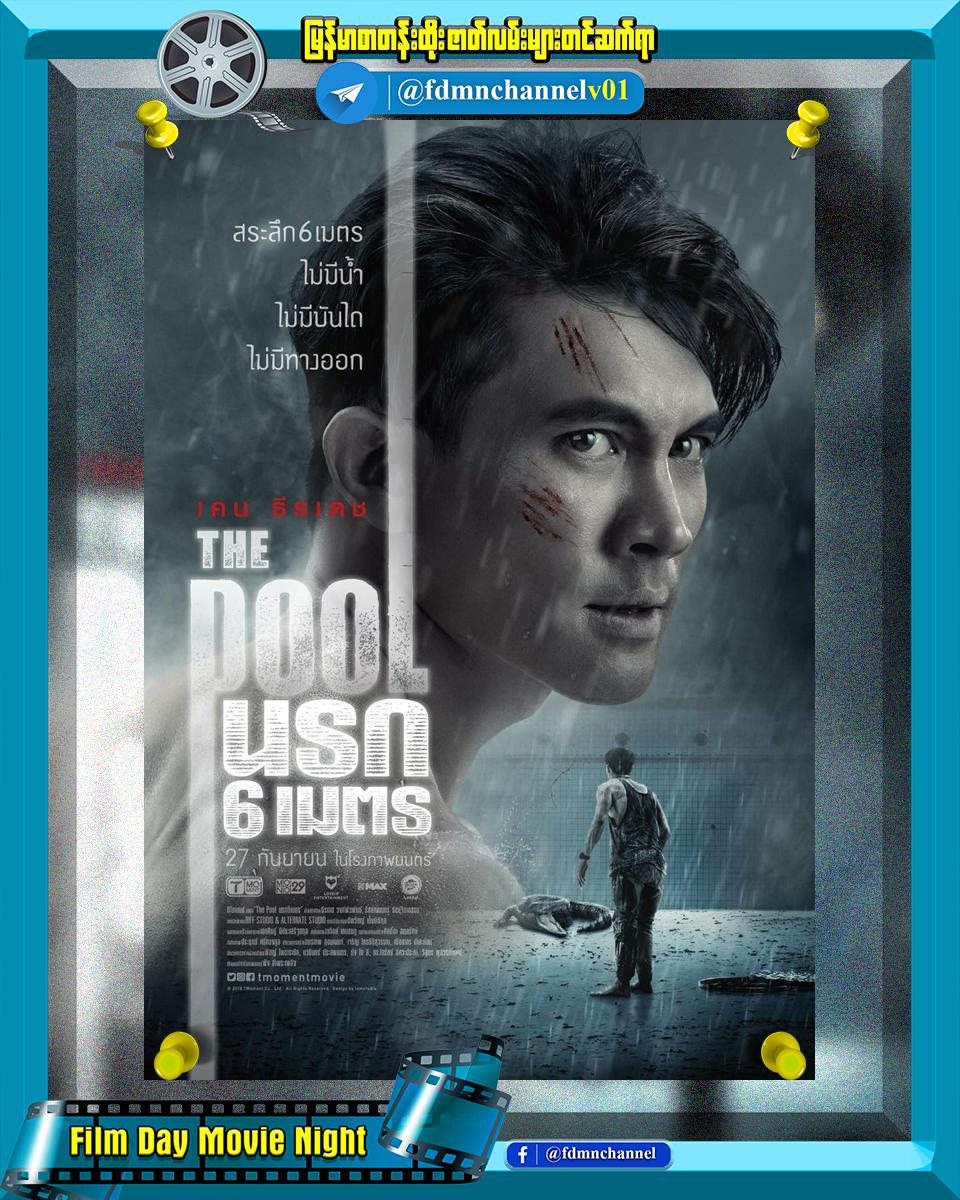 မြန်မာစာတန်းထိုးဇာတ်လမ်းများတင်ဆက်ရာ
@fdmnchannelv01
สระลึก6เมตร
ไม่มีน้ำ
ไม่มีบันได
ไม่มีทางออก
เคน ธีรเดช
THE
POOL
นรก
6 เมตร
27 กันยายน ในโรงภาพยนตร์
MONO29
MAX
tmomentmovie
Film Day Movie Night
@fdmnchannel